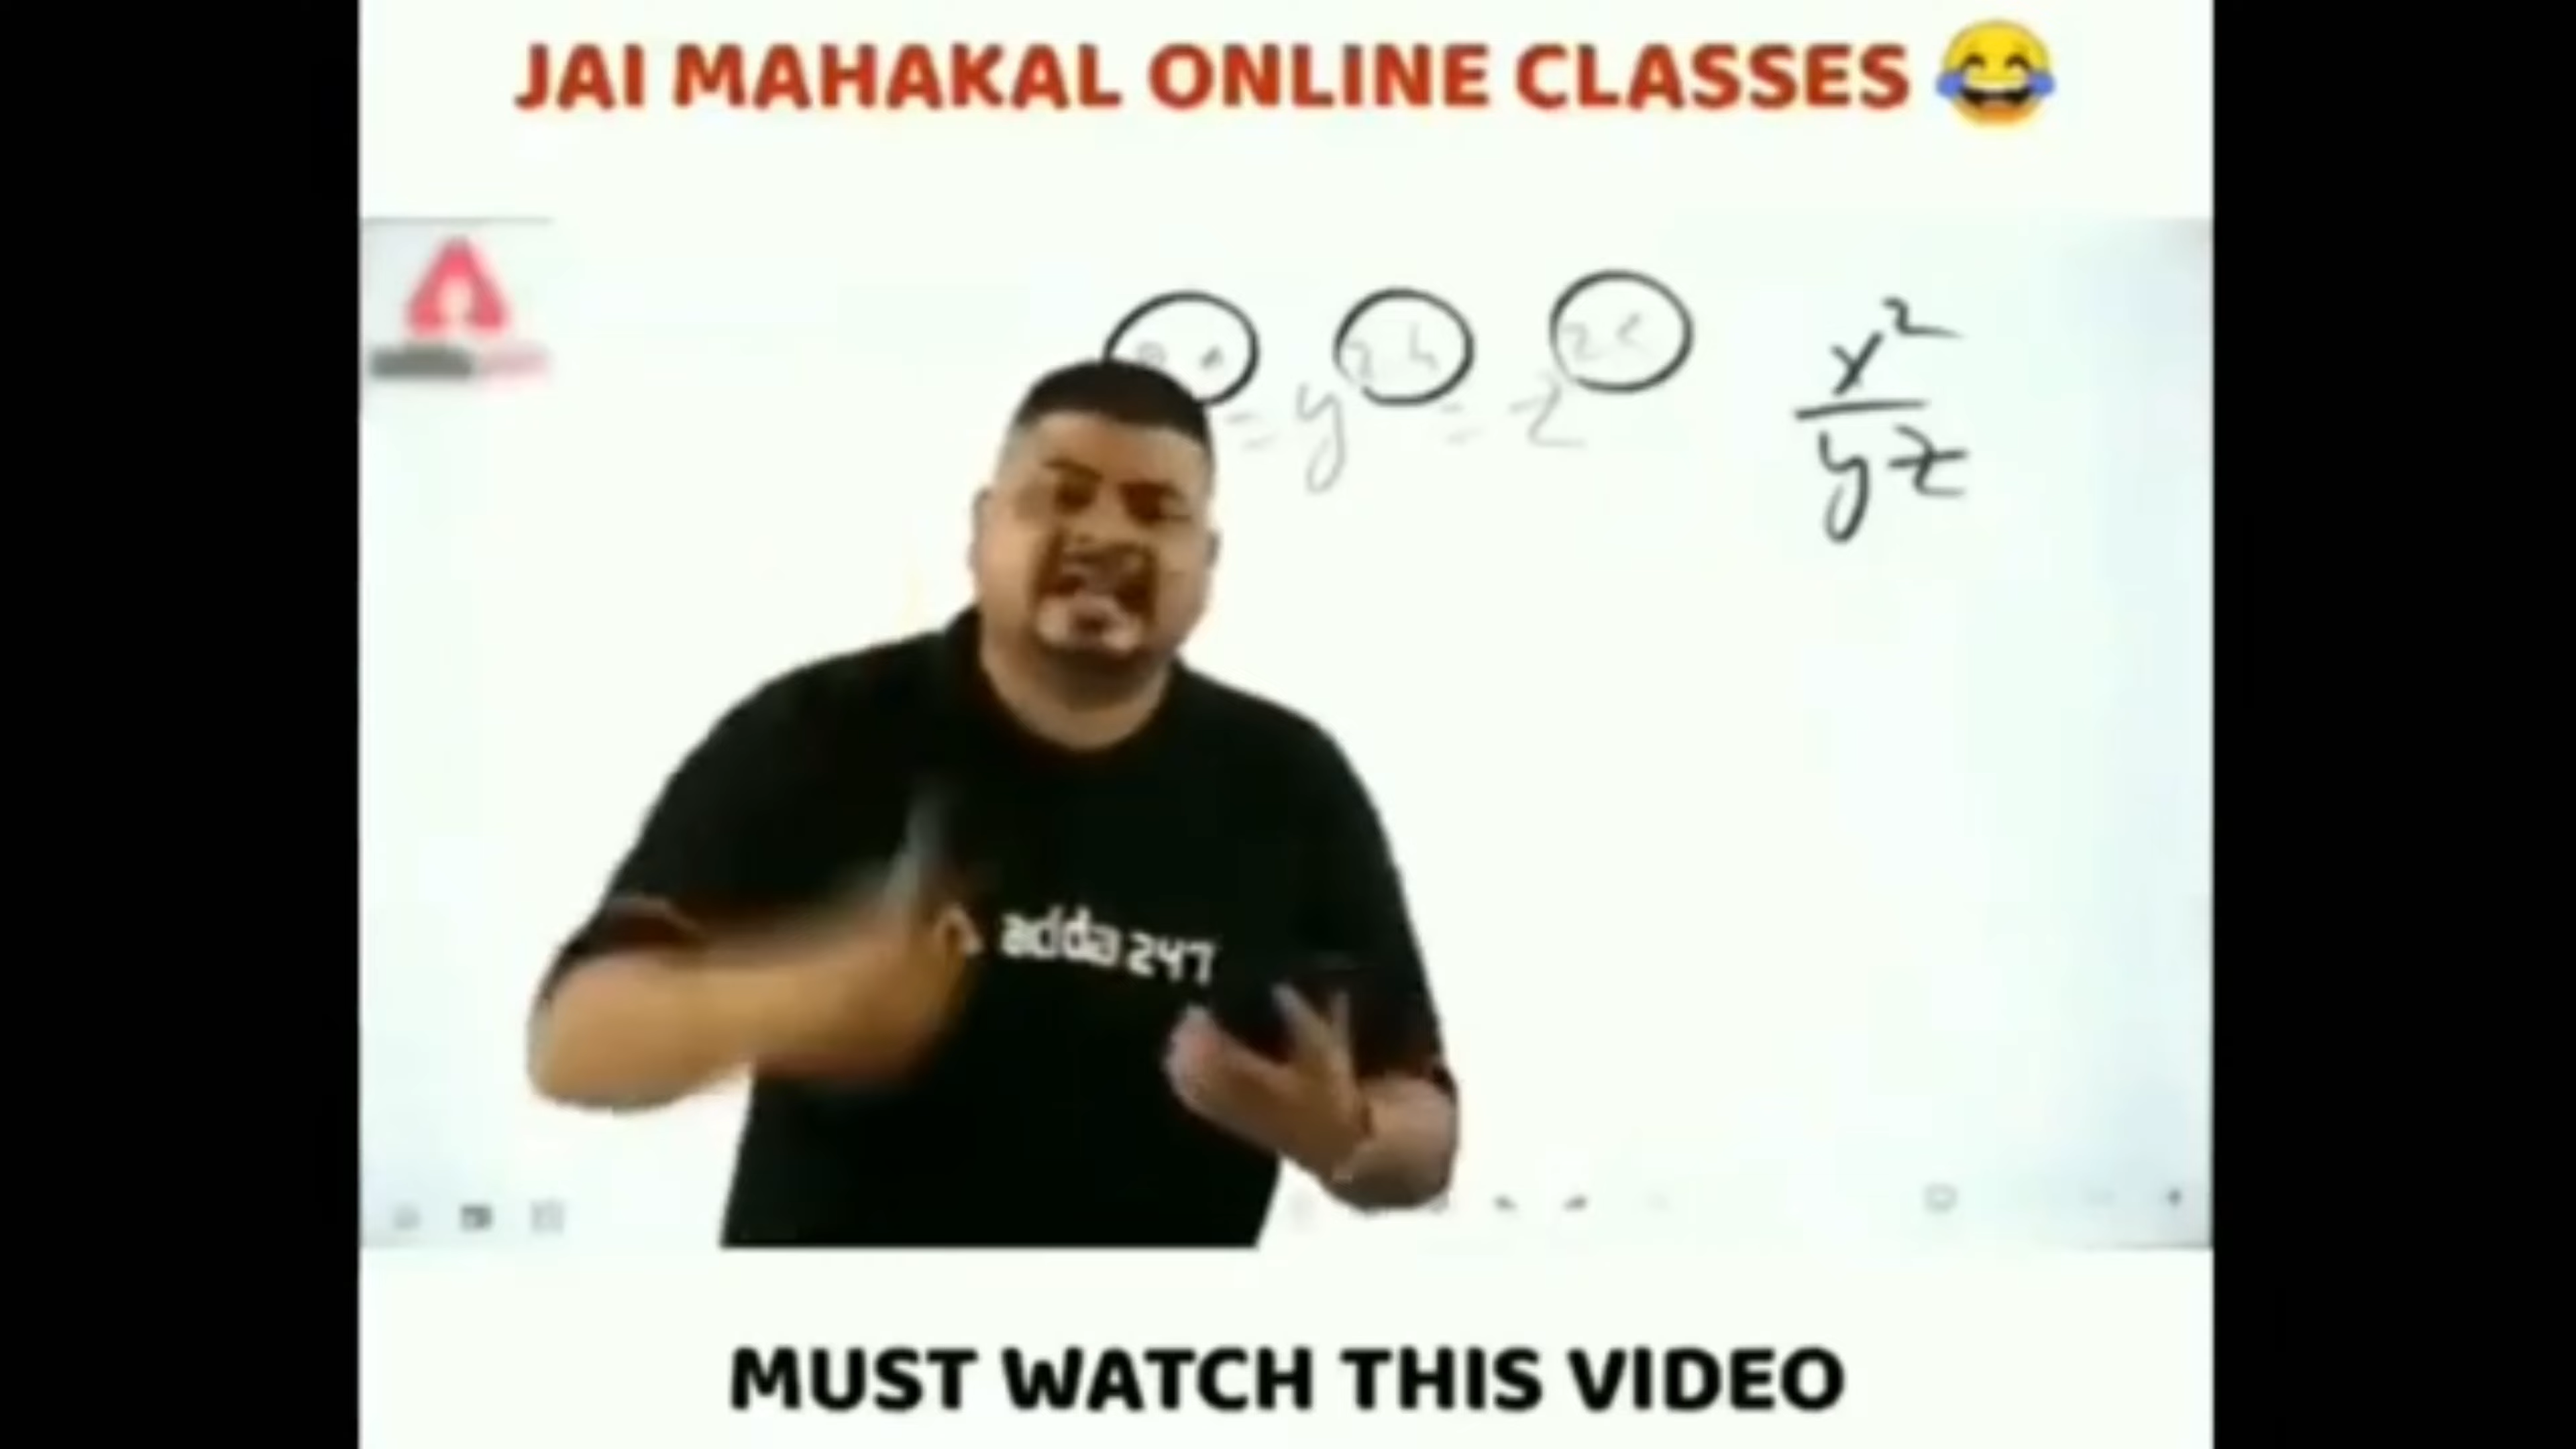 JAI MAHAKAL ONLINE CLASSES 😂
= y = z
x²
yz
adda 247
MUST WATCH THIS VIDEO